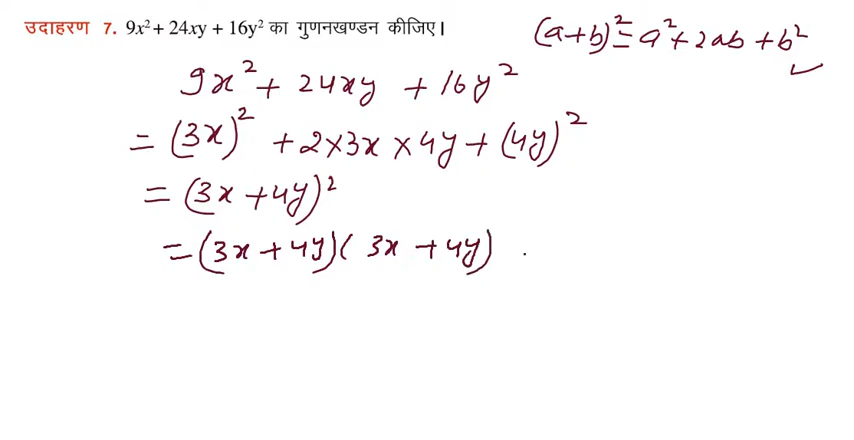 उदाहरण 7. 9x² + 24xy + 16y² का गुणनखण्डन कीजिए।
(a+b)² = a² + 2ab + b²
9x² + 24xy + 16y²
= (3x)² + 2×3x×4y + (4y)²
= (3x + 4y)²
= (3x + 4y)(3x + 4y)